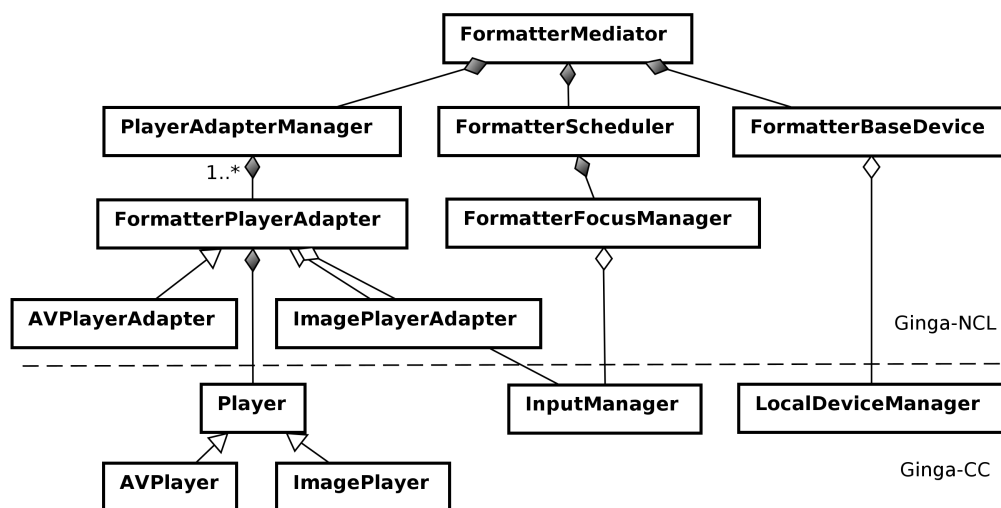 FormatterMediator
PlayerAdapterManager
FormatterScheduler
FormatterBaseDevice
1..*
FormatterPlayerAdapter
FormatterFocusManager
AVPlayerAdapter
ImagePlayerAdapter
Ginga-NCL
Player
InputManager
LocalDeviceManager
Ginga-CC
AVPlayer
ImagePlayer